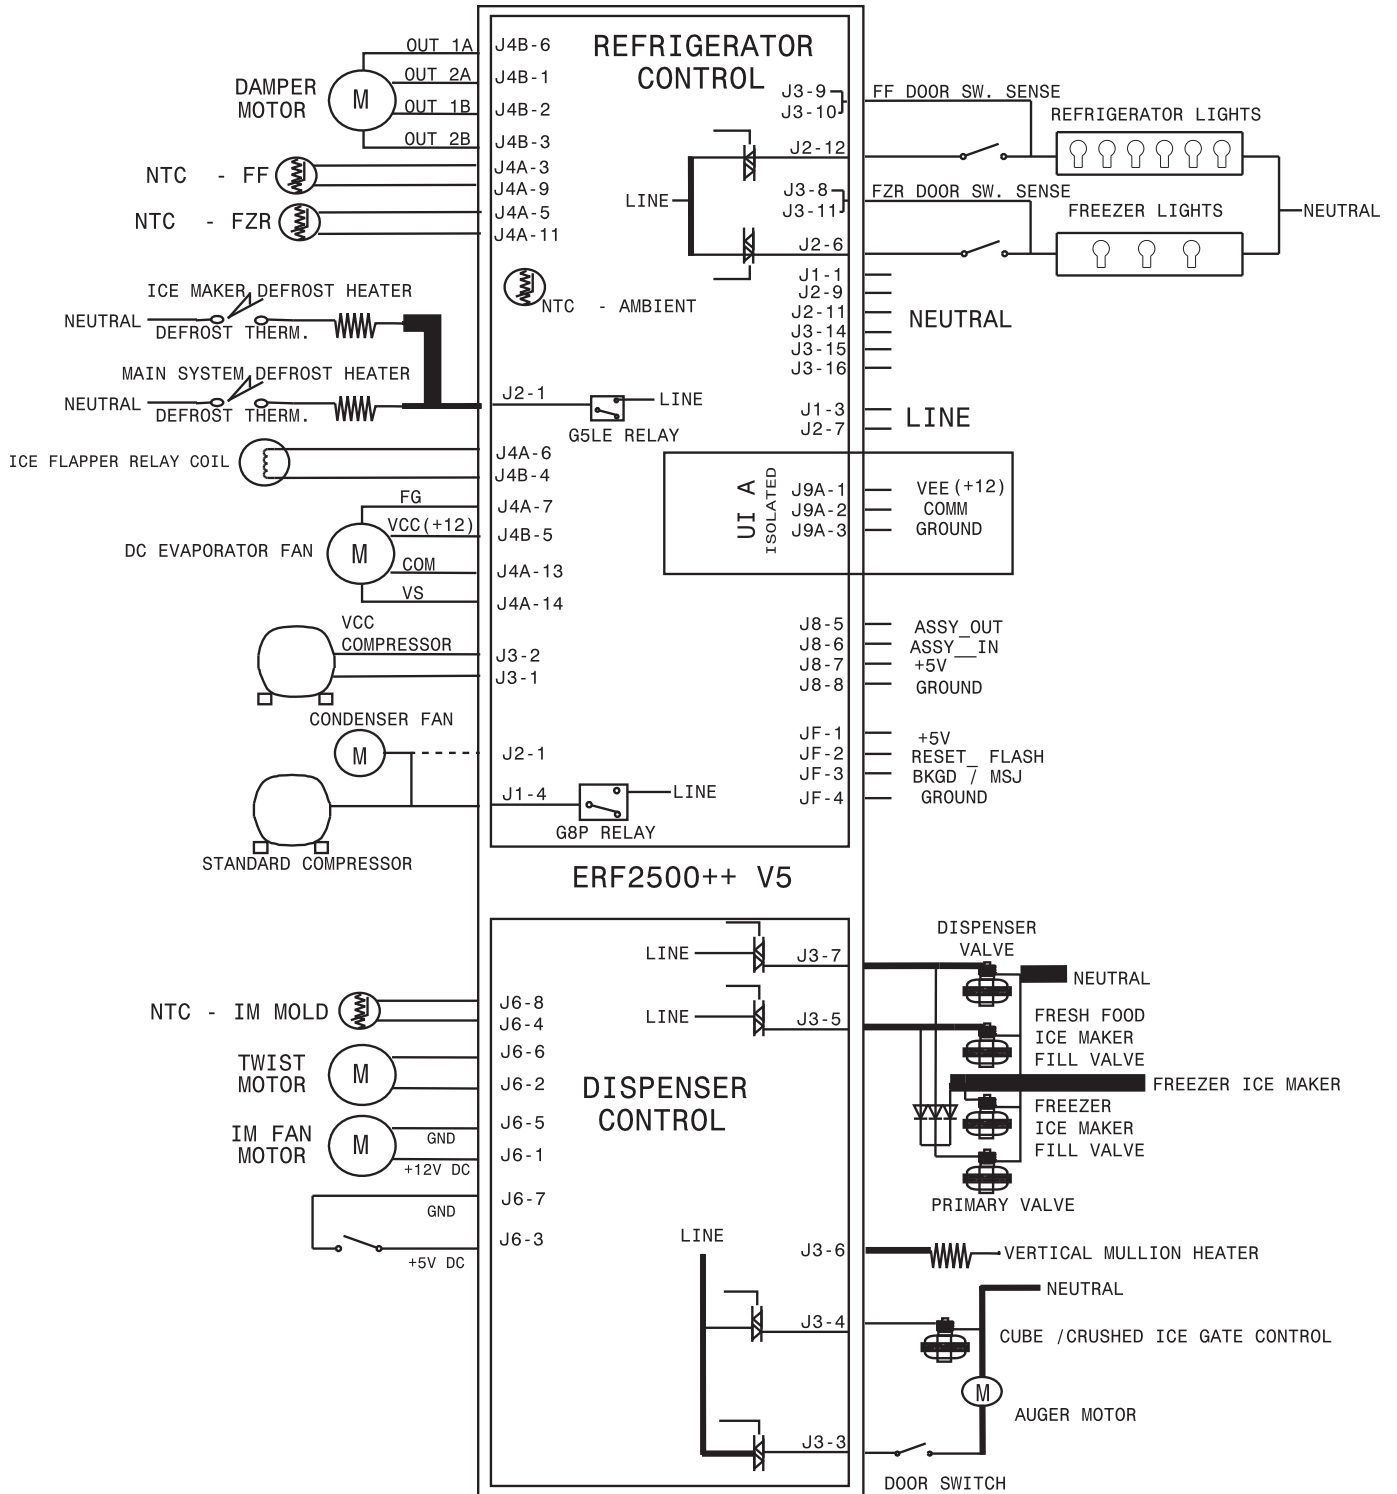 REFRIGERATOR
CONTROL
OUT 1A
J4B-6
OUT 2A
J4B-1
DAMPER
MOTOR
M
OUT 1B
J4B-2
OUT 2B
J4B-3
NTC - FF
J4A-3
J4A-9
NTC - FZR
J4A-5
J4A-11
NTC - AMBIENT
ICE MAKER DEFROST HEATER
NEUTRAL
DEFROST THERM.
MAIN SYSTEM DEFROST HEATER
NEUTRAL
DEFROST THERM.
J2-1
LINE
G5LE RELAY
ICE FLAPPER RELAY COIL
J4A-6
J4B-4
FG
J4A-7
VCC(+12)
J4B-5
DC EVAPORATOR FAN
M
COM
J4A-13
VS
J4A-14
VCC
COMPRESSOR
J3-2
J3-1
CONDENSER FAN
M
J2-1
J1-4
LINE
G8P RELAY
STANDARD COMPRESSOR
J3-9
J3-10
FF DOOR SW. SENSE
REFRIGERATOR LIGHTS
J2-12
LINE
J3-8
J3-11
FZR DOOR SW. SENSE
FREEZER LIGHTS
NEUTRAL
J2-6
J1-1
J2-9
J2-11
J3-14
J3-15
J3-16
NEUTRAL
J1-3
J2-7
LINE
UI A
ISOLATED
J9A-1
VEE(+12)
J9A-2
COMM
J9A-3
GROUND
J8-5
ASSY_OUT
J8-6
ASSY__IN
J8-7
+5V
J8-8
GROUND
JF-1
+5V
JF-2
RESET_ FLASH
JF-3
BKGD / MSJ
JF-4
GROUND
ERF2500++ V5
DISPENSER
CONTROL
NTC - IM MOLD
J6-8
J6-4
TWIST
MOTOR
M
J6-6
J6-2
IM FAN
MOTOR
M
J6-5
GND
J6-1
+12V DC
J6-7
GND
J6-3
+5V DC
LINE
J3-7
LINE
J3-5
DISPENSER
VALVE
NEUTRAL
FRESH FOOD
ICE MAKER
FILL VALVE
FREEZER ICE MAKER
FREEZER
ICE MAKER
FILL VALVE
PRIMARY VALVE
LINE
J3-6
VERTICAL MULLION HEATER
NEUTRAL
J3-4
CUBE /CRUSHED ICE GATE CONTROL
M
AUGER MOTOR
J3-3
DOOR SWITCH